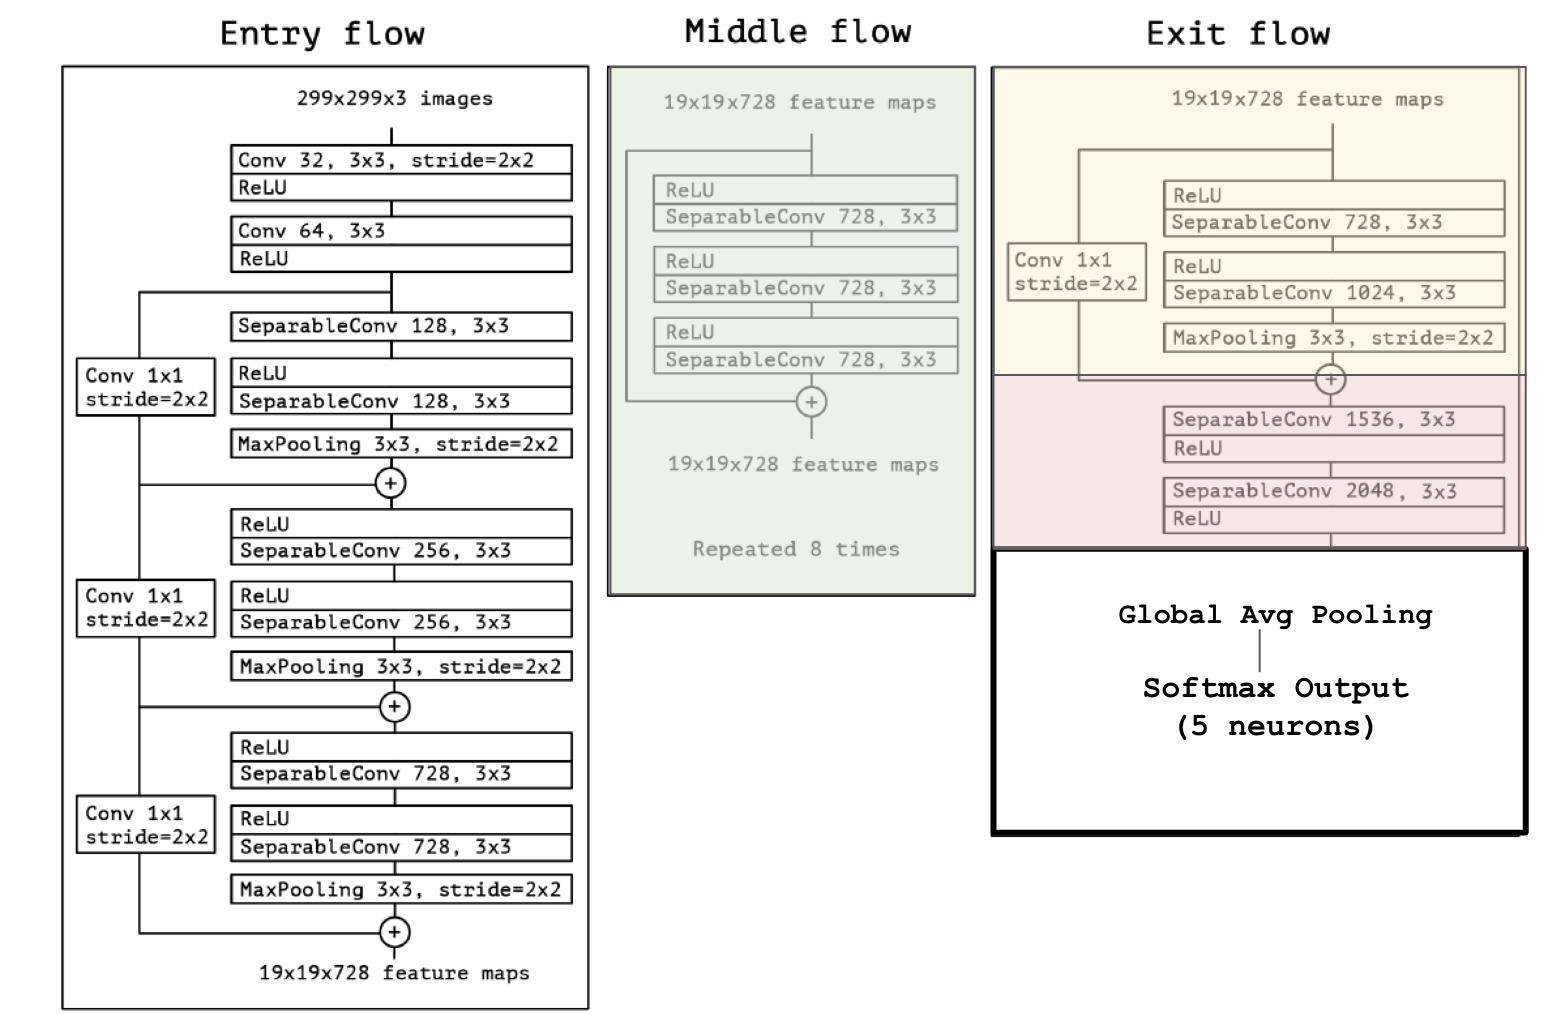 Entry flow
299x299x3 images
Conv 32, 3x3, stride=2x2
ReLU
Conv 64, 3x3
ReLU
SeparableConv 128, 3x3
Conv 1x1
stride=2x2
ReLU
SeparableConv 128, 3x3
MaxPooling 3x3, stride=2x2
+
ReLU
SeparableConv 256, 3x3
Conv 1x1
stride=2x2
ReLU
SeparableConv 256, 3x3
MaxPooling 3x3, stride=2x2
+
ReLU
SeparableConv 728, 3x3
Conv 1x1
stride=2x2
ReLU
SeparableConv 728, 3x3
MaxPooling 3x3, stride=2x2
+
19x19x728 feature maps
Middle flow
19x19x728 feature maps
ReLU
SeparableConv 728, 3x3
ReLU
SeparableConv 728, 3x3
ReLU
SeparableConv 728, 3x3
+
19x19x728 feature maps
Repeated 8 times
Exit flow
19x19x728 feature maps
ReLU
SeparableConv 728, 3x3
Conv 1x1
stride=2x2
ReLU
SeparableConv 1024, 3x3
MaxPooling 3x3, stride=2x2
+
SeparableConv 1536, 3x3
ReLU
SeparableConv 2048, 3x3
ReLU
Global Avg Pooling
Softmax Output
(5 neurons)